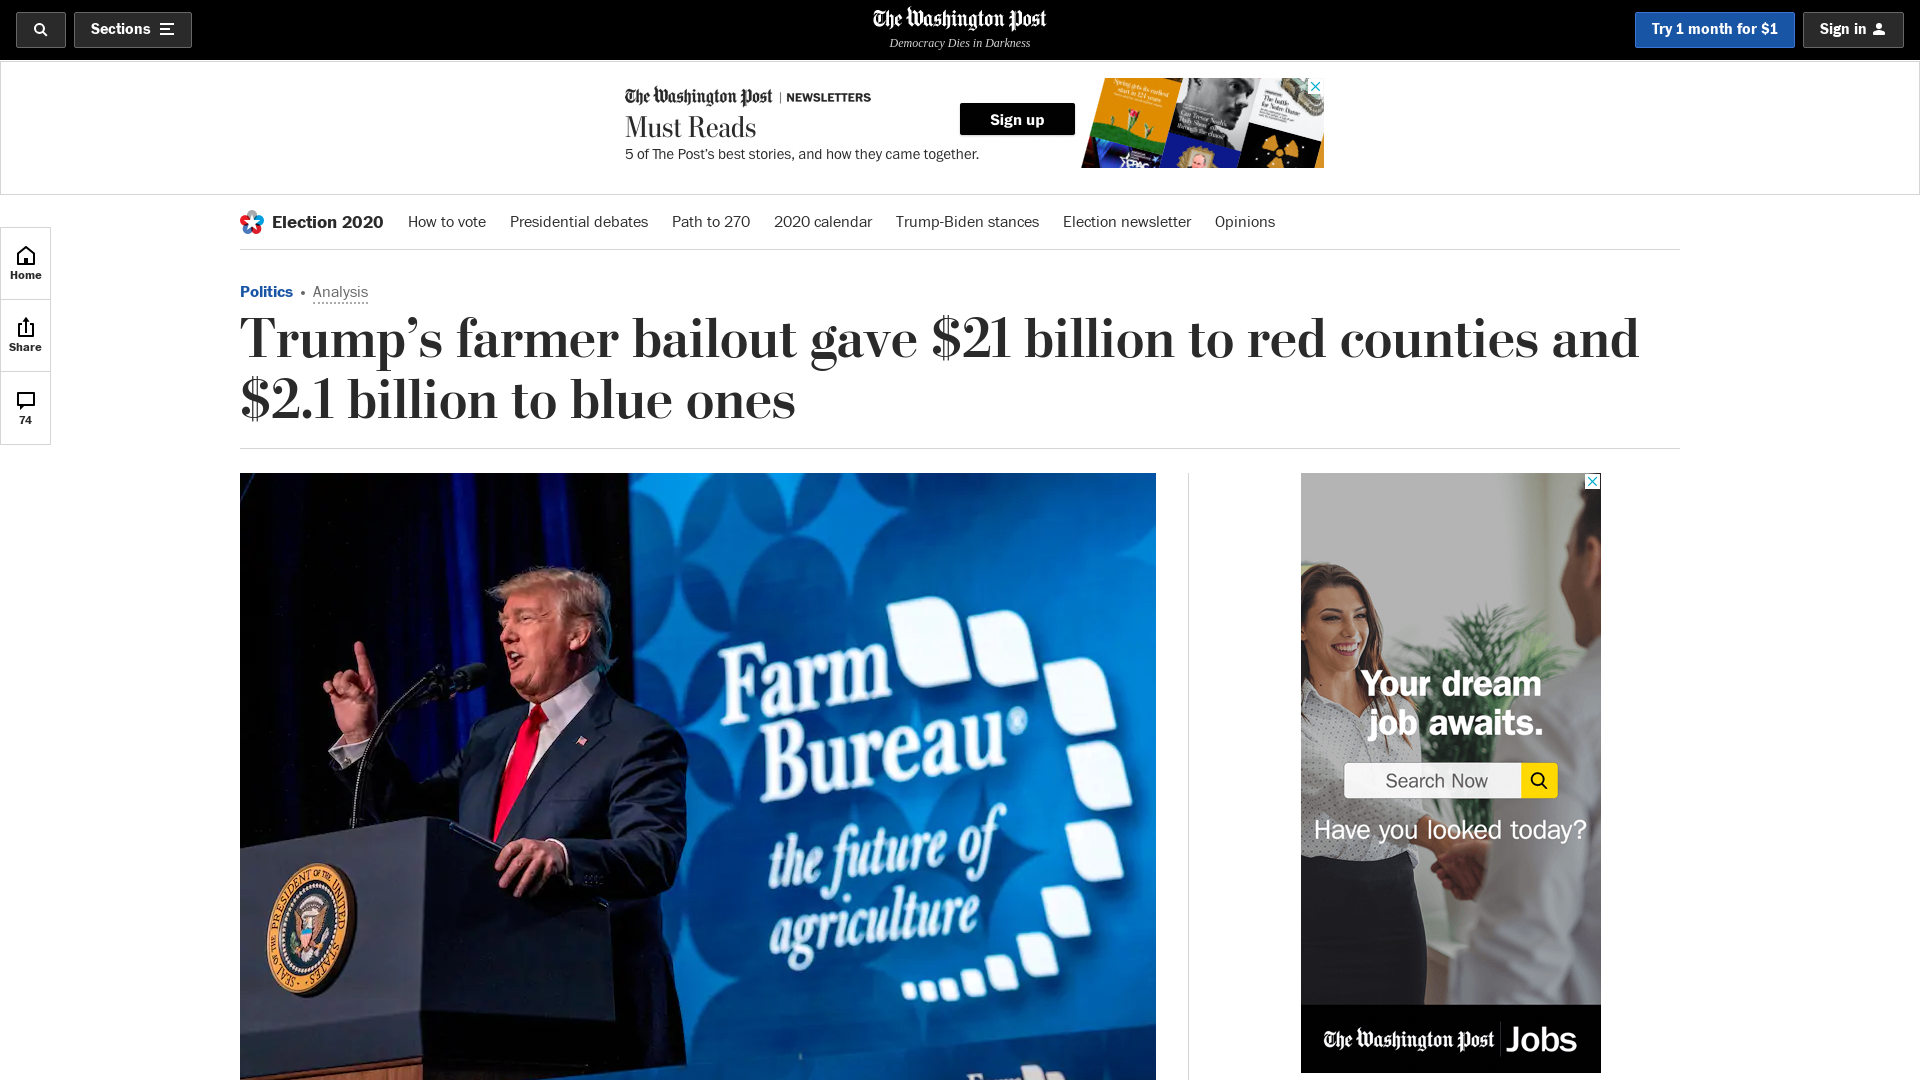 Sections
The Washington Post
Democracy Dies in Darkness
Try 1 month for $1
Sign in
The Washington Post | NEWSLETTERS
Must Reads
5 of The Post's best stories, and how they came together.
Sign up
Election 2020
How to vote
Presidential debates
Path to 270
2020 calendar
Trump-Biden stances
Election newsletter
Opinions
Home
Share
74
Politics • Analysis
Trump’s farmer bailout gave $21 billion to red counties and
$2.1 billion to blue ones
Farm
Bureau®
the future of
agriculture
SEAL OF THE PRESIDENT OF THE UNITED STATES
Your dream
job awaits.
Search Now
Have you looked today?
The Washington Post Jobs